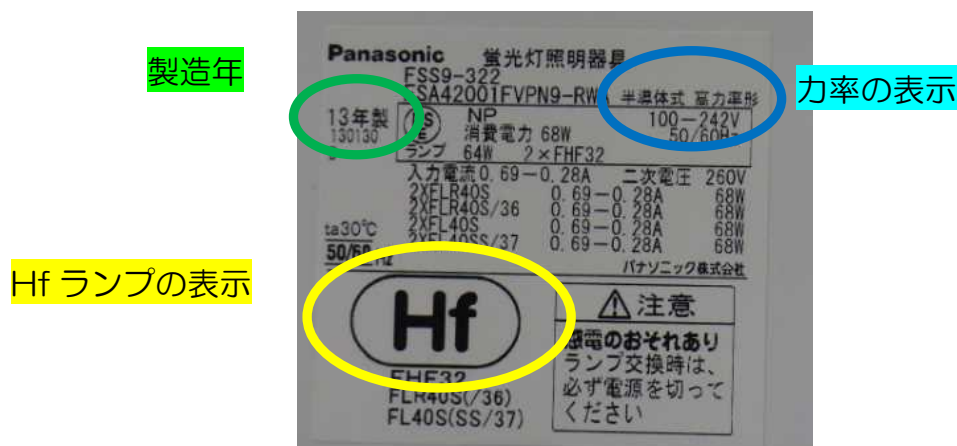 製造年
力率の表示
Hf ランプの表示
Panasonic 蛍光灯照明器具
FSS9-322
FSA42001FVPN9-RW 半導体式 高力率形
13年製
130130
PS
E
NP 100-242V
消費電力 68W 50/60Hz
ランプ 64W 2×FHF32
入力電流0.69-0.28A 二次電圧 260V
2XFLR40S 0.69-0.28A 68W
2XFLR40S/36 0.69-0.28A 68W
2XFL40S 0.69-0.28A 68W
2XFL40SS/37 0.69-0.28A 68W
ta30℃
50/60Hz
パナソニック株式会社
Hf
FHF32
FLR40S(/36)
FL40S(SS/37)
⚠注意
感電のおそれあり
ランプ交換時は、
必ず電源を切って
ください